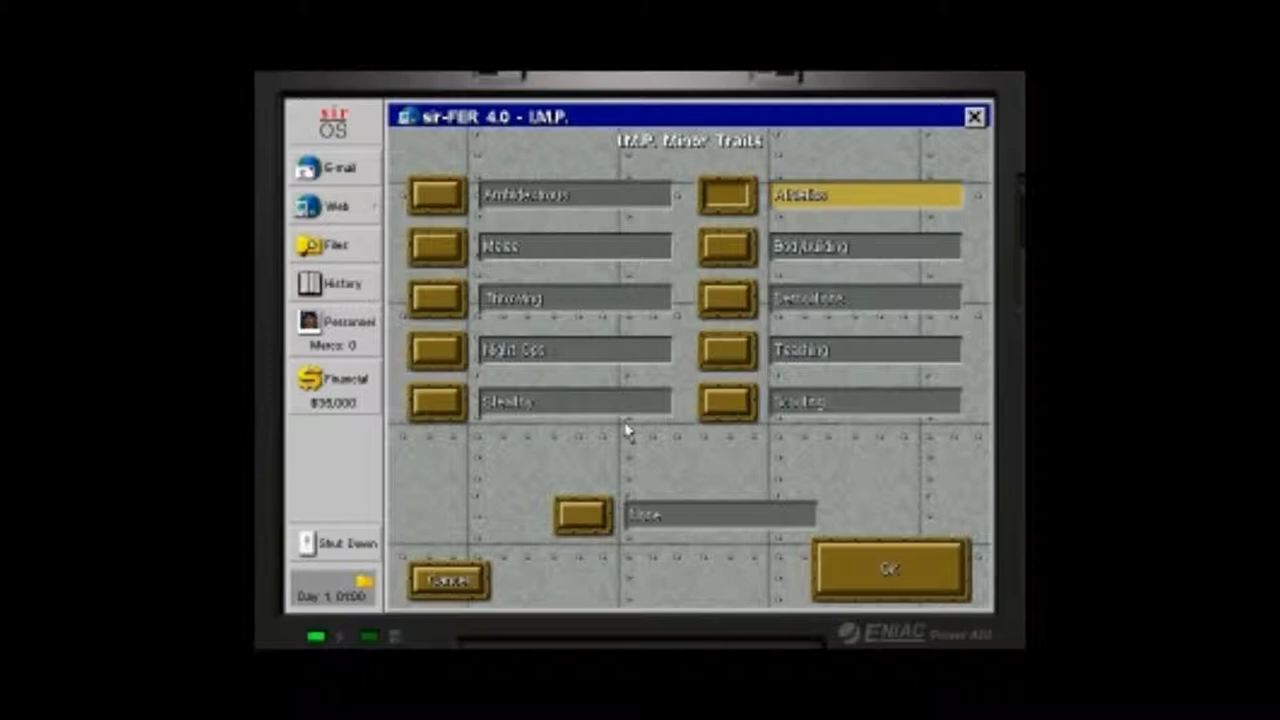 sir-FER 4.0 - I.M.P.
sir
OS
E-mail
Web
Files
History
Personnel
Mercs: 0
Financial
$35,000
Shut Down
Day 1, 01:00
I.M.P. Minor Traits
Ambidextrous
Athletics
Melee
Bodybuilding
Throwing
Demolitions
Night Ops
Teaching
Stealthy
Scouting
None
Cancel
OK
ENIAC